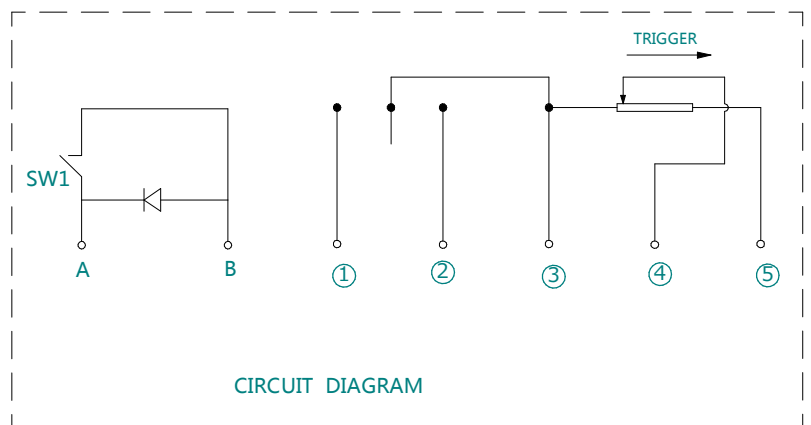 TRIGGER
SW1
A B ① ② ③ ④ ⑤
CIRCUIT DIAGRAM